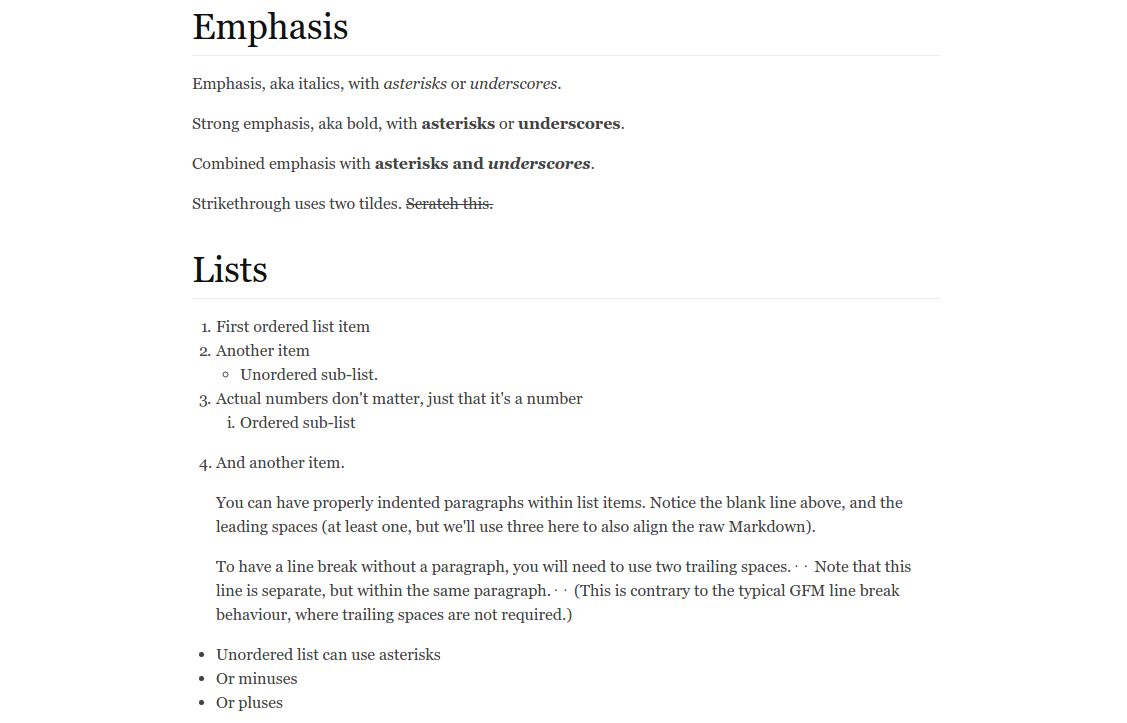 Emphasis
Emphasis, aka italics, with asterisks or underscores.
Strong emphasis, aka bold, with asterisks or underscores.
Combined emphasis with asterisks and underscores.
Strikethrough uses two tildes. Scratch this.
Lists
1. First ordered list item
2. Another item
◦ Unordered sub-list.
3. Actual numbers don't matter, just that it's a number
i. Ordered sub-list
4. And another item.
You can have properly indented paragraphs within list items. Notice the blank line above, and the
leading spaces (at least one, but we'll use three here to also align the raw Markdown).
To have a line break without a paragraph, you will need to use two trailing spaces. · · Note that this
line is separate, but within the same paragraph. · · (This is contrary to the typical GFM line break
behaviour, where trailing spaces are not required.)
• Unordered list can use asterisks
• Or minuses
• Or pluses